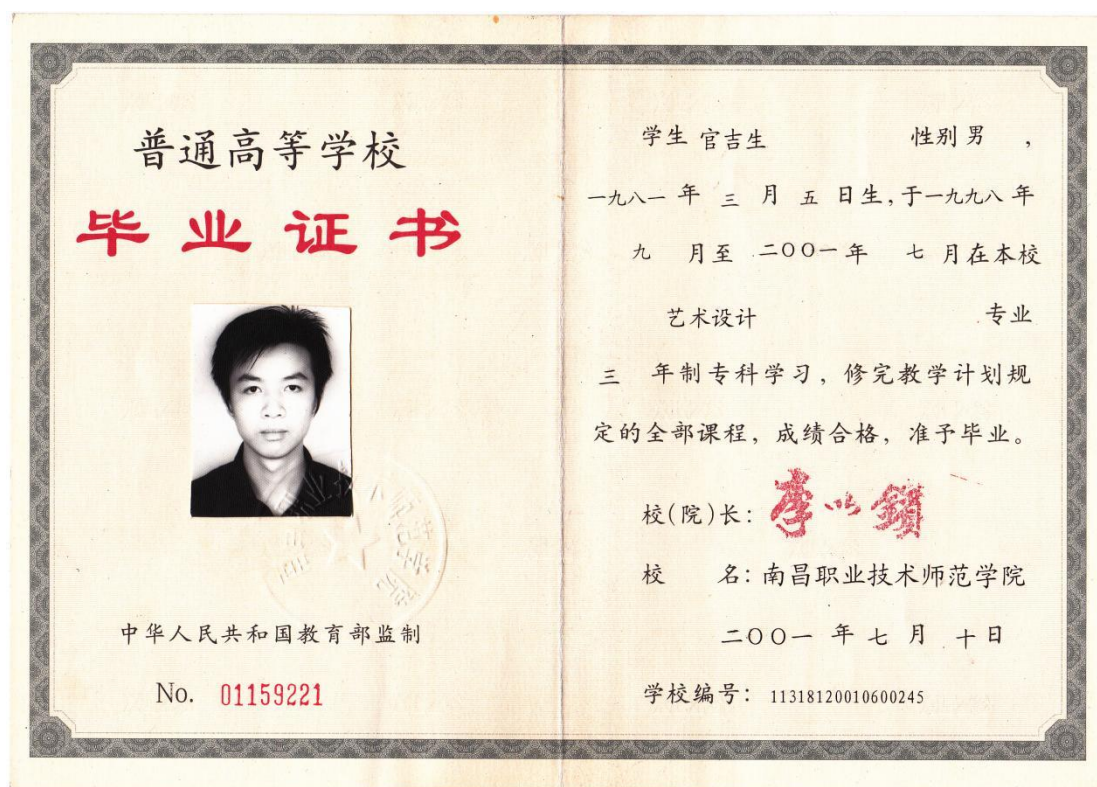 普通高等学校
毕业证书
中华人民共和国教育部监制
No. 01159221
学生 官吉生 性别 男 ,
一九八一 年 三 月 五 日生,于一九九八 年
九 月至 二〇〇一 年 七 月在本校
艺术设计 专业
三 年制专科学习，修完教学计划规
定的全部课程，成绩合格，准予毕业。
校(院)长:
校 名: 南昌职业技术师范学院
二〇〇一 年 七 月 十 日
学校编号: 11318120010600245